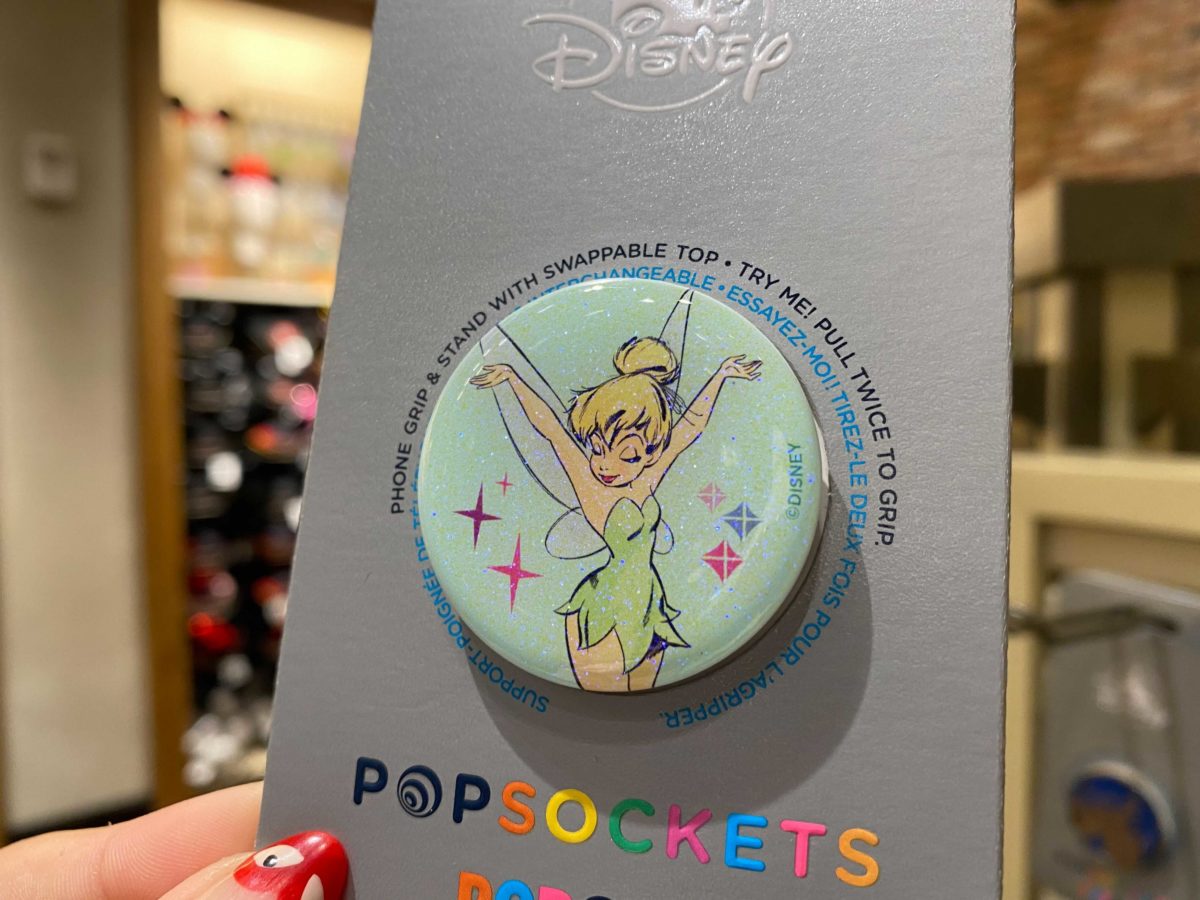 Disney
PHONE GRIP & STAND WITH SWAPPABLE TOP • TRY ME! PULL TWICE TO GRIP.
SUPPORT-POIGNÉE DE
INTERCHANGEABLE • ESSAYEZ-MOI! TIREZ-LE DEUX FOIS POUR L'AGRIPPER.
©DISNEY
POPSOCKETS